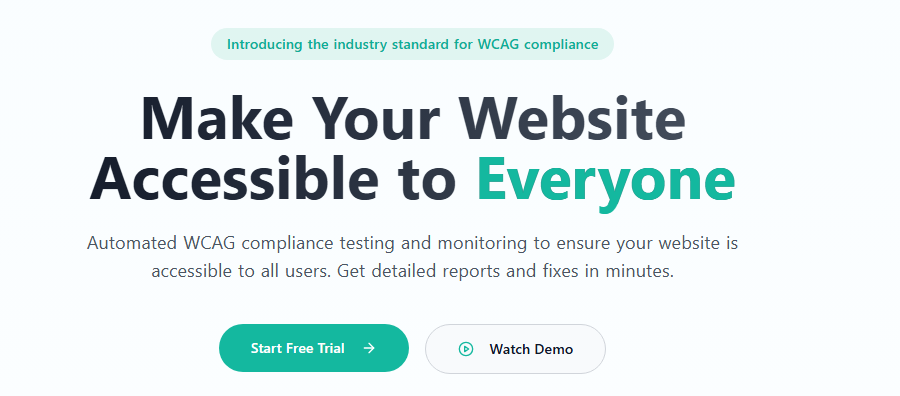 Introducing the industry standard for WCAG compliance
Make Your Website
Accessible to Everyone
Automated WCAG compliance testing and monitoring to ensure your website is
accessible to all users. Get detailed reports and fixes in minutes.
Start Free Trial
Watch Demo